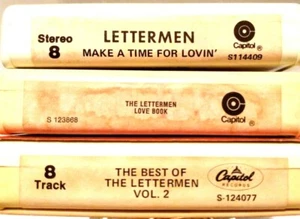 Stereo
8
LETTERMEN
MAKE A TIME FOR LOVIN'
Capitol ®
S114409
THE LETTERMEN
LOVE BOOK
S 123868
Capitol ®
8
Track
THE BEST OF
THE LETTERMEN
VOL. 2
Capitol
RECORDS
S-124077